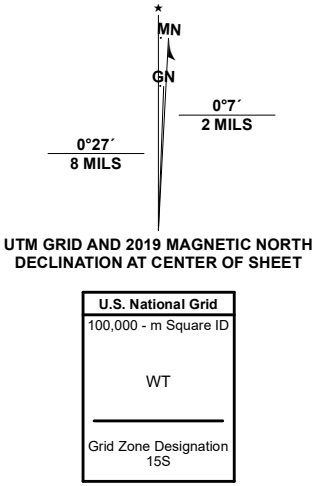 ★
MN
GN
0°7´
2 MILS
0°27´
8 MILS
UTM GRID AND 2019 MAGNETIC NORTH
DECLINATION AT CENTER OF SHEET
U.S. National Grid
100,000 - m Square ID
WT
Grid Zone Designation
15S